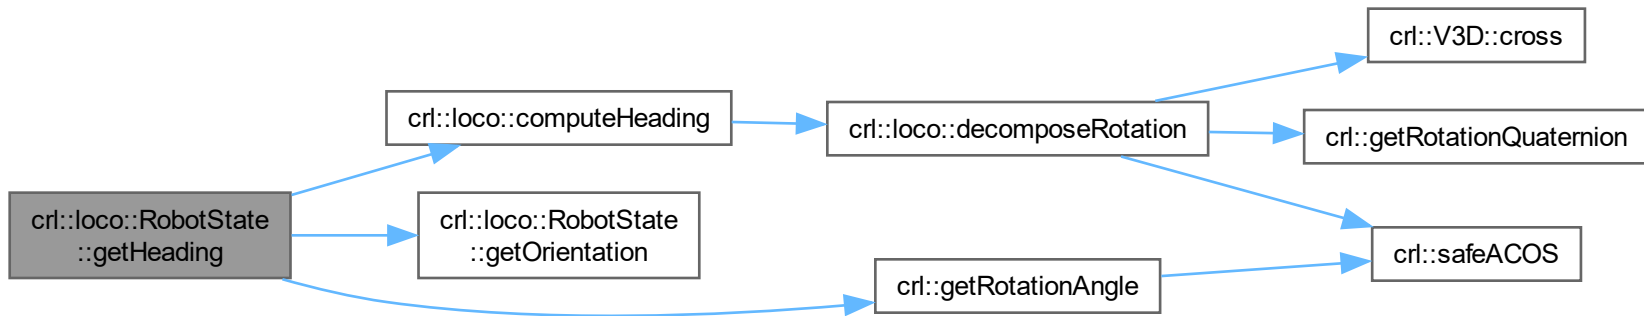 crl::loco::RobotState
::getHeading
crl::loco::computeHeading
crl::loco::RobotState
::getOrientation
crl::getRotationAngle
crl::loco::decomposeRotation
crl::V3D::cross
crl::getRotationQuaternion
crl::safeACOS